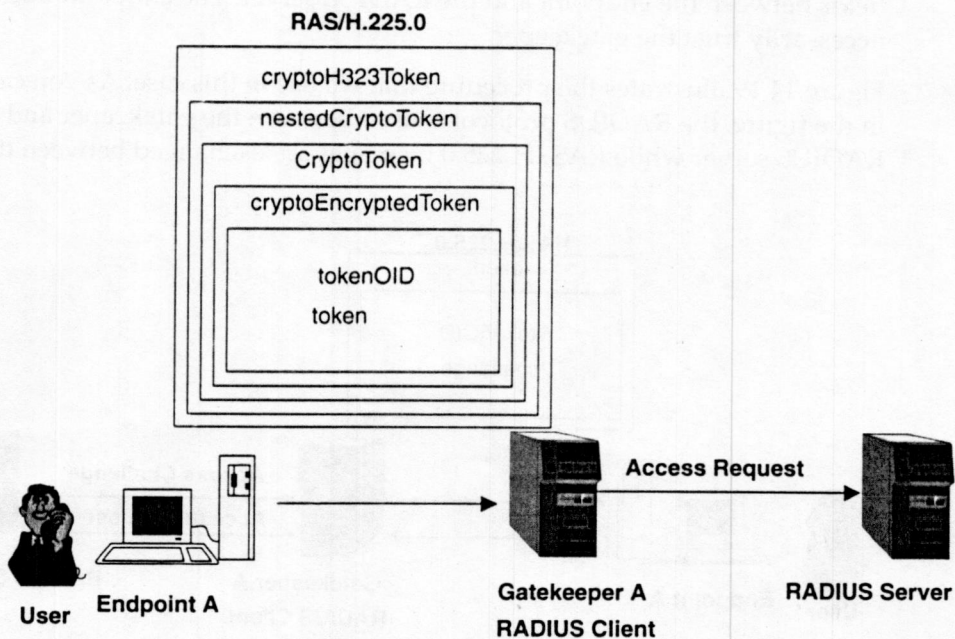 RAS/H.225.0
cryptoH323Token
nestedCryptoToken
CryptoToken
cryptoEncryptedToken
tokenOID
token
Access Request
User
Endpoint A
Gatekeeper A
RADIUS Client
RADIUS Server